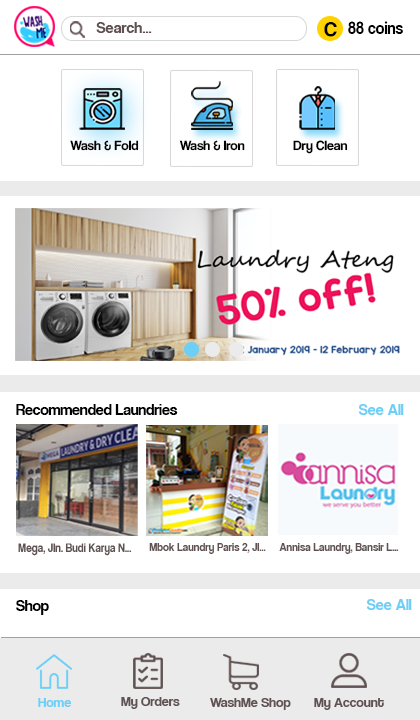 WASH
ME
Search...
C 88 coins
Wash & Fold
Wash & Iron
Dry Clean
Laundry Ateng
50% off!
January 2019 - 12 February 2019
Recommended Laundries
See All
LAUNDRY & DRY CLEA
annisa
Laundry
we serve you better
Mega, Jln. Budi Karya N...
Mbok Laundry Paris 2, Jl...
Annisa Laundry, Bansir L...
Shop
See All
Home
My Orders
WashMe Shop
My Account